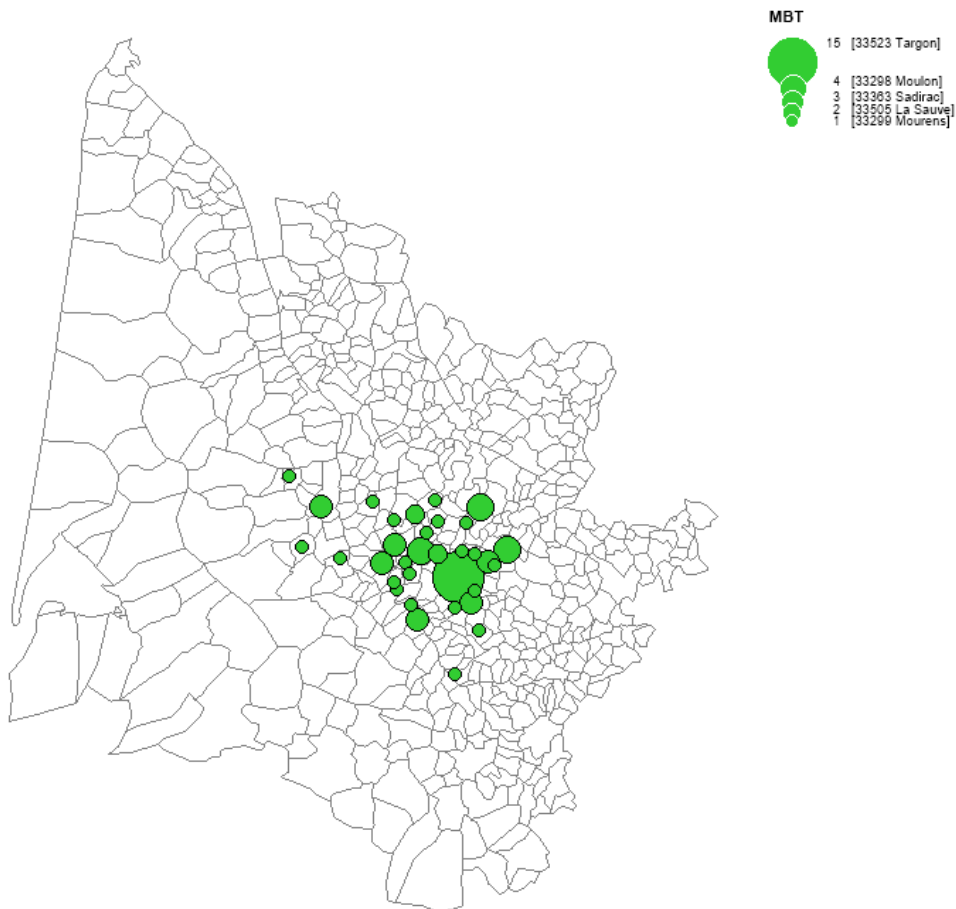 MBT
15 [33523 Targon]
4 [33298 Moulon]
3 [33363 Sadirac]
2 [33505 La Sauve]
1 [33299 Mourens]